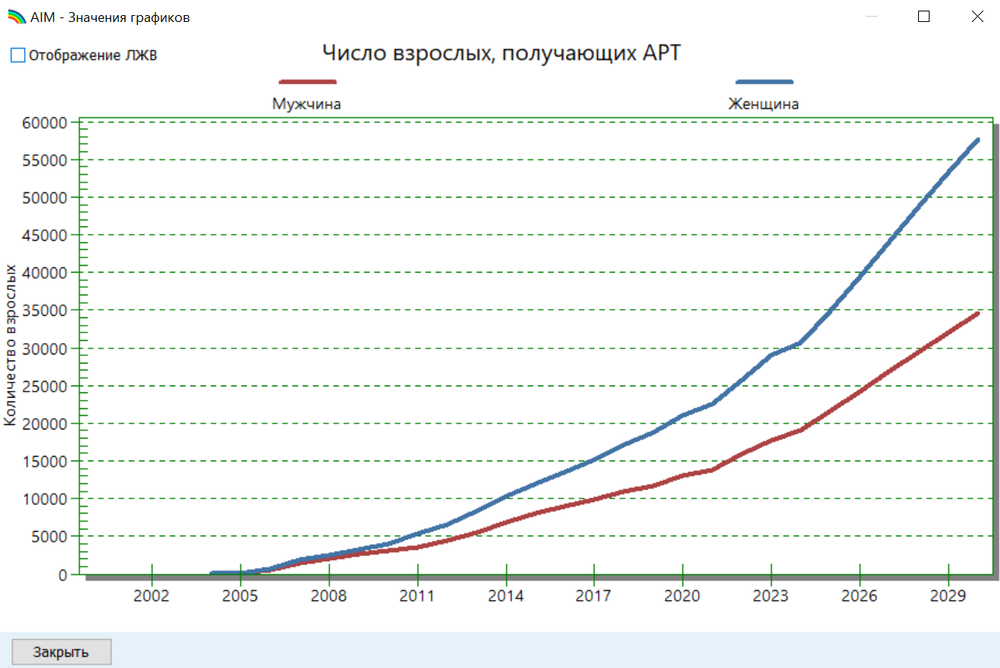 AIM - Значения графиков
Отображение ЛЖВ
Число взрослых, получающих АРТ
Мужчина
Женщина
Количество взрослых
60000
55000
50000
45000
40000
35000
30000
25000
20000
15000
10000
5000
0
2002 2005 2008 2011 2014 2017 2020 2023 2026 2029
Закрыть